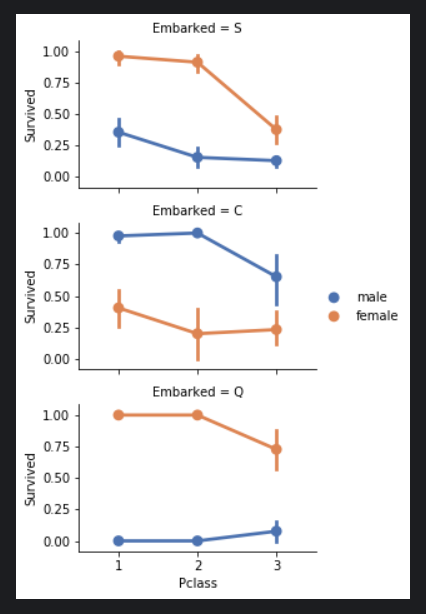 Embarked = S
1.00
0.75
0.50
0.25
0.00
Survived
Embarked = C
1.00
0.75
0.50
0.25
0.00
Survived
male
female
Embarked = Q
1.00
0.75
0.50
0.25
0.00
Survived
1 2 3
Pclass